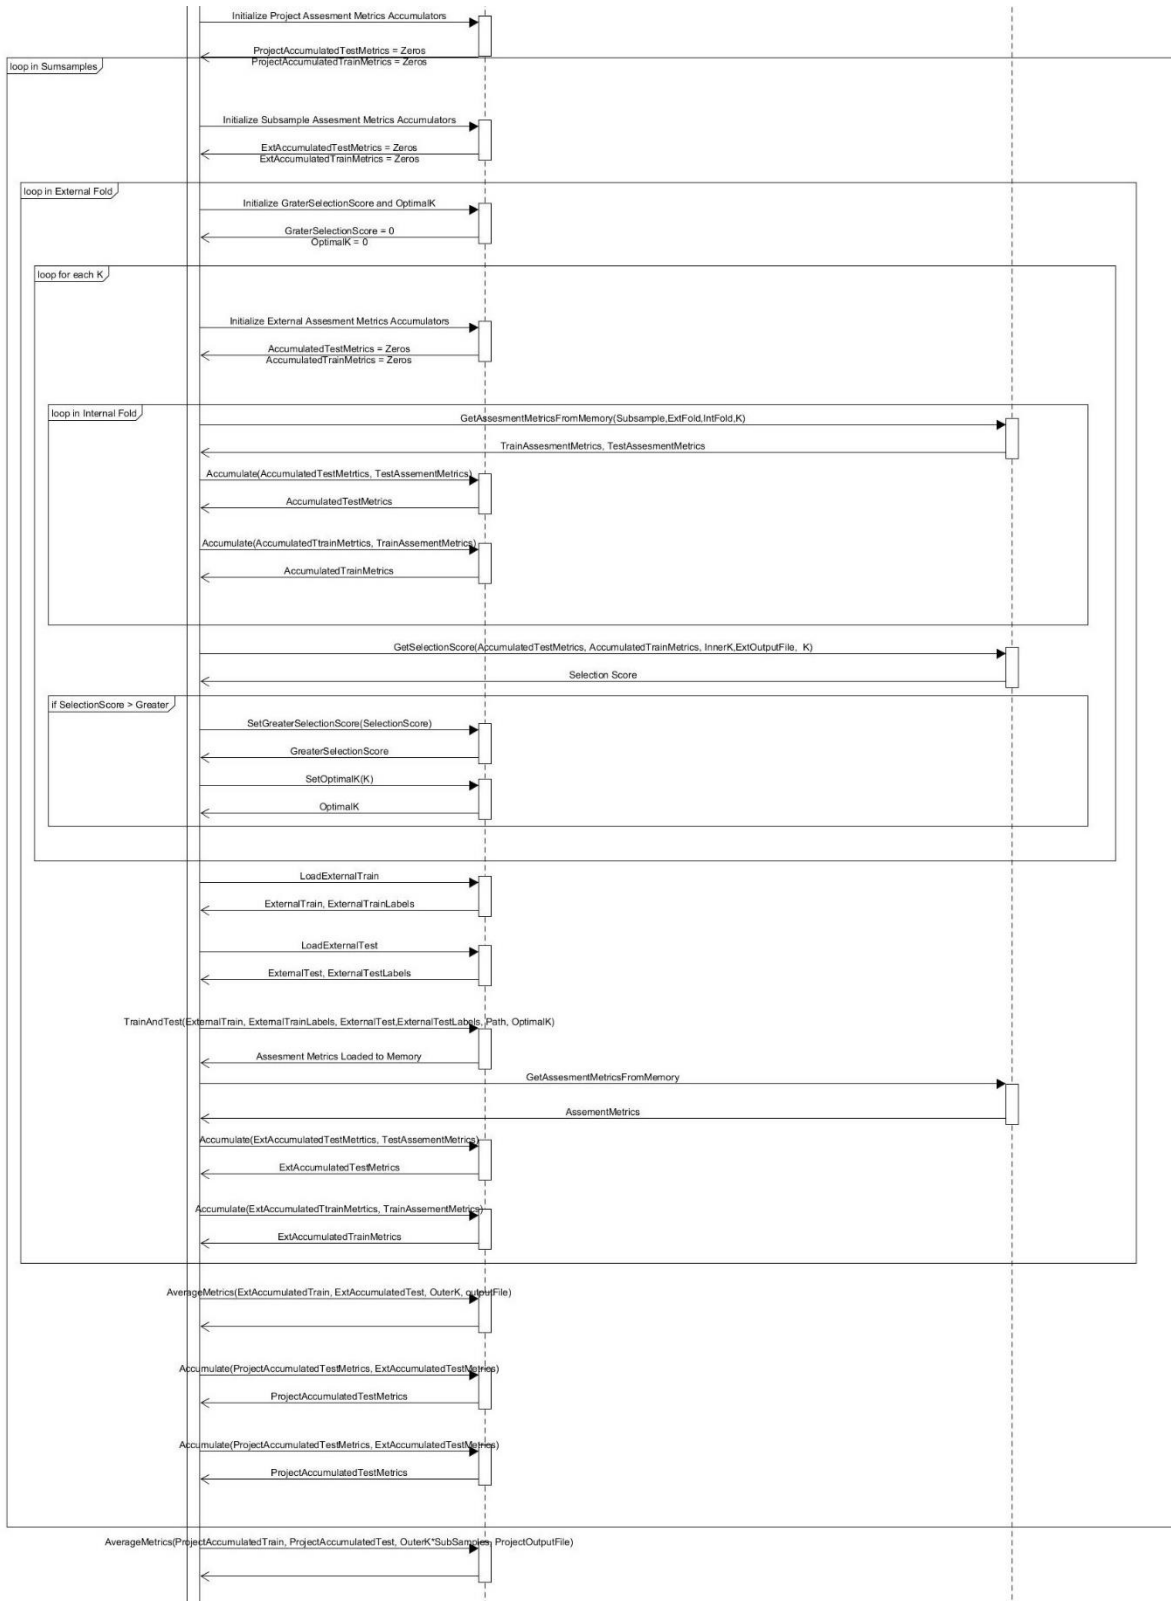 Initialize Project Assesment Metrics Accumulators
ProjectAccumulatedTestMetrics = Zeros
ProjectAccumulatedTrainMetrics = Zeros
loop in Sumsamples
Initialize Subsample Assesment Metrics Accumulators
ExtAccumulatedTestMetrics = Zeros
ExtAccumulatedTrainMetrics = Zeros
loop in External Fold
Initialize GraterSelectionScore and OptimalK
GraterSelectionScore = 0
OptimalK = 0
loop for each K
Initialize External Assesment Metrics Accumulators
AccumulatedTestMetrics = Zeros
AccumulatedTrainMetrics = Zeros
loop in Internal Fold
GetAssesmentMetricsFromMemory(Subsample,ExtFold,IntFold,K)
TrainAssesmentMetrics, TestAssesmentMetrics
Accumulate(AccumulatedTestMetrtics, TestAssementMetrics)
AccumulatedTestMetrics
Accumulate(AccumulatedTtrainMetrtics, TrainAssementMetrics)
AccumulatedTrainMetrics
GetSelectionScore(AccumulatedTestMetrics, AccumulatedTrainMetrics, InnerK,ExtOutputFile, K)
Selection Score
if SelectionScore > Greater
SetGreaterSelectionScore(SelectionScore)
GreaterSelectionScore
SetOptimalK(K)
OptimalK
LoadExternalTrain
ExternalTrain, ExternalTrainLabels
LoadExternalTest
ExternalTest, ExternalTestLabels
TrainAndTest(ExternalTrain, ExternalTrainLabels, ExternalTest,ExternalTestLabels, Path, OptimalK)
Assesment Metrics Loaded to Memory
GetAssesmentMetricsFromMemory
AssementMetrics
Accumulate(ExtAccumulatedTestMetrtics, TestAssementMetrics)
ExtAccumulatedTestMetrics
Accumulate(ExtAccumulatedTtrainMetrtics, TrainAssementMetrics)
ExtAccumulatedTrainMetrics
AverageMetrics(ExtAccumulatedTrain, ExtAccumulatedTest, OuterK, outputFile)
Accumulate(ProjectAccumulatedTestMetrics, ExtAccumulatedTestMetrics)
ProjectAccumulatedTestMetrics
Accumulate(ProjectAccumulatedTestMetrics, ExtAccumulatedTestMetrics)
ProjectAccumulatedTestMetrics
AverageMetrics(ProjectAccumulatedTrain, ProjectAccumulatedTest, OuterK*SubSamples, ProjectOutputFile)